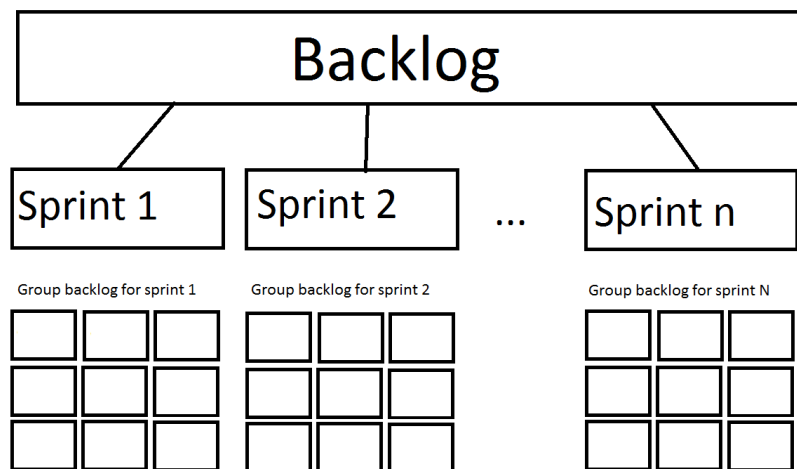 Backlog
Sprint 1
Sprint 2
...
Sprint n
Group backlog for sprint 1
Group backlog for sprint 2
Group backlog for sprint N